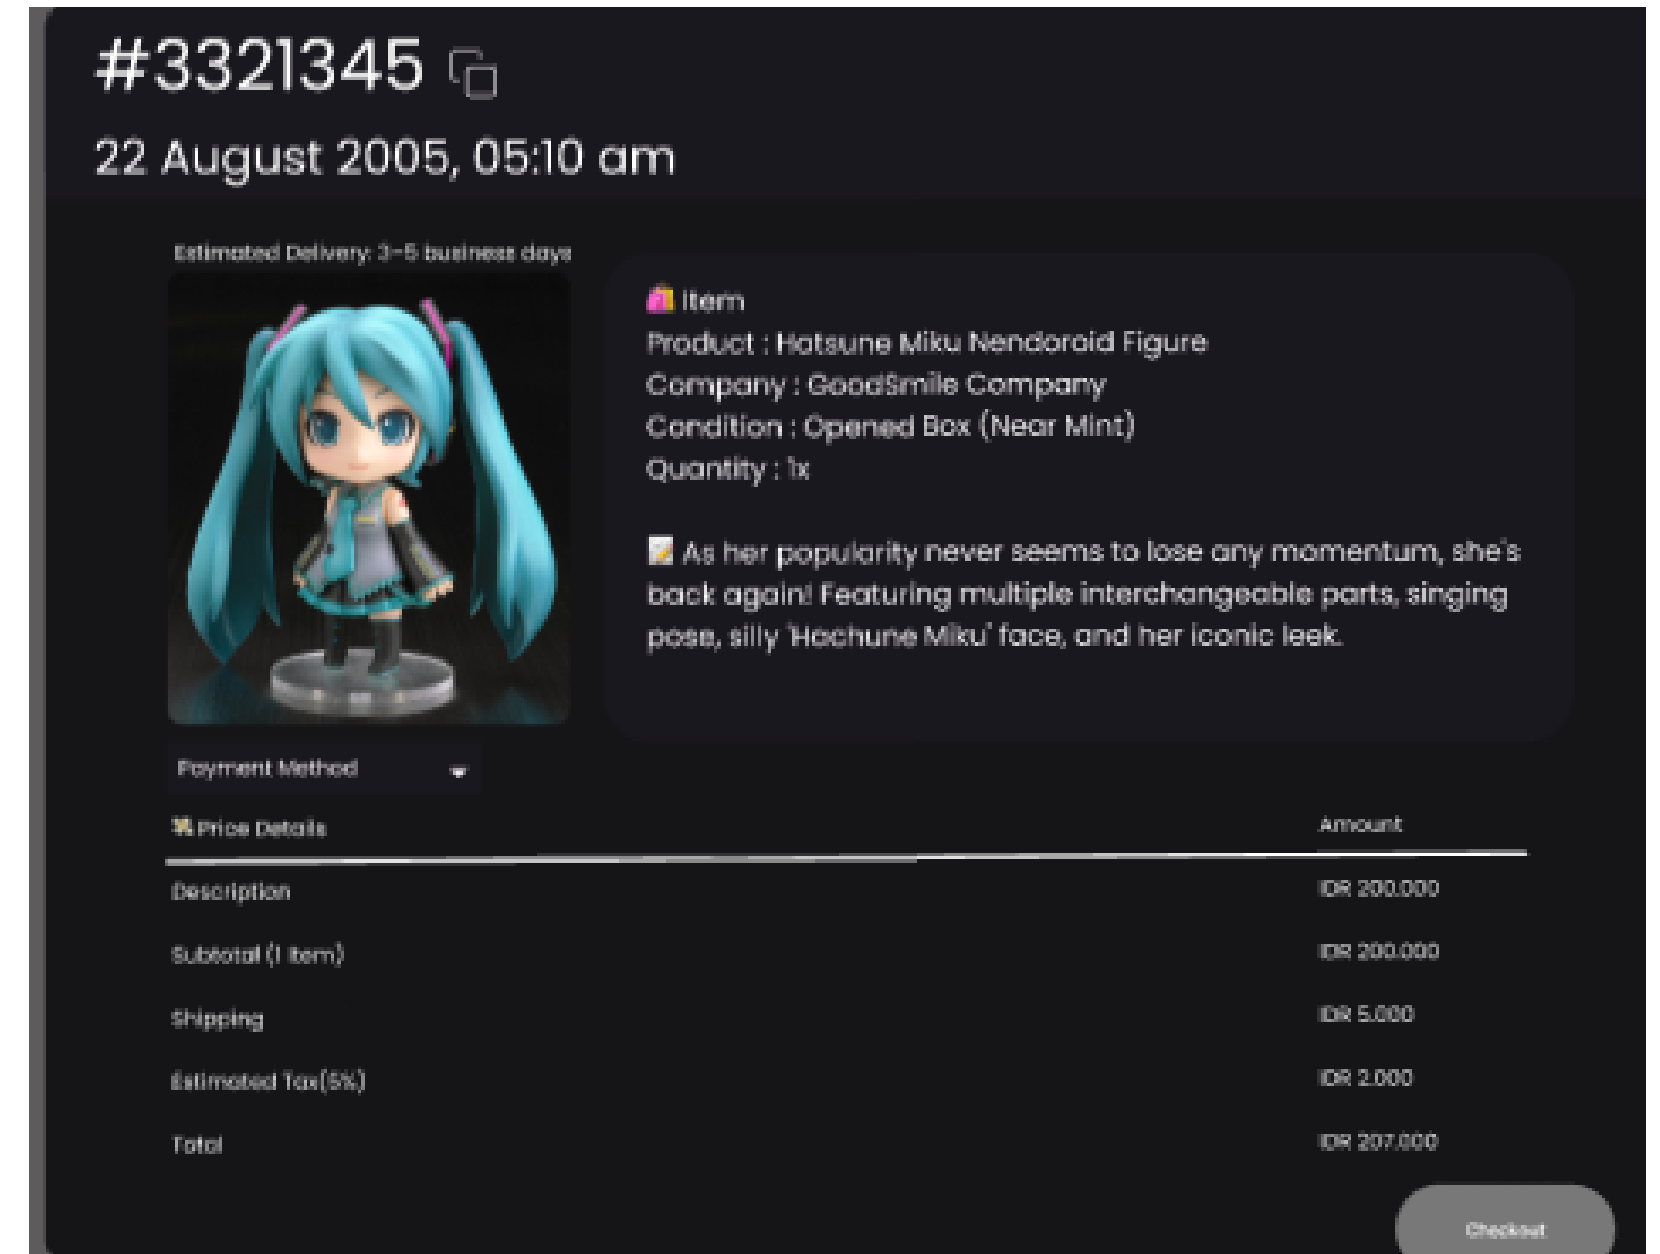 #3321345
22 August 2005, 05:10 am
Estimated Delivery: 3-5 business days
🛍️ Item
Product : Hatsune Miku Nendoroid Figure
Company : GoodSmile Company
Condition : Opened Box (Near Mint)
Quantity : 1x
📝 As her popularity never seems to lose any momentum, she's
back again! Featuring multiple interchangeable parts, singing
pose, silly 'Hachune Miku' face, and her iconic leek.
Payment Method
💸 Price Details Amount
Description IDR 200.000
Subtotal (1 Item) IDR 200.000
Shipping IDR 5.000
Estimated Tax(5%) IDR 2.000
Total IDR 207.000
Checkout